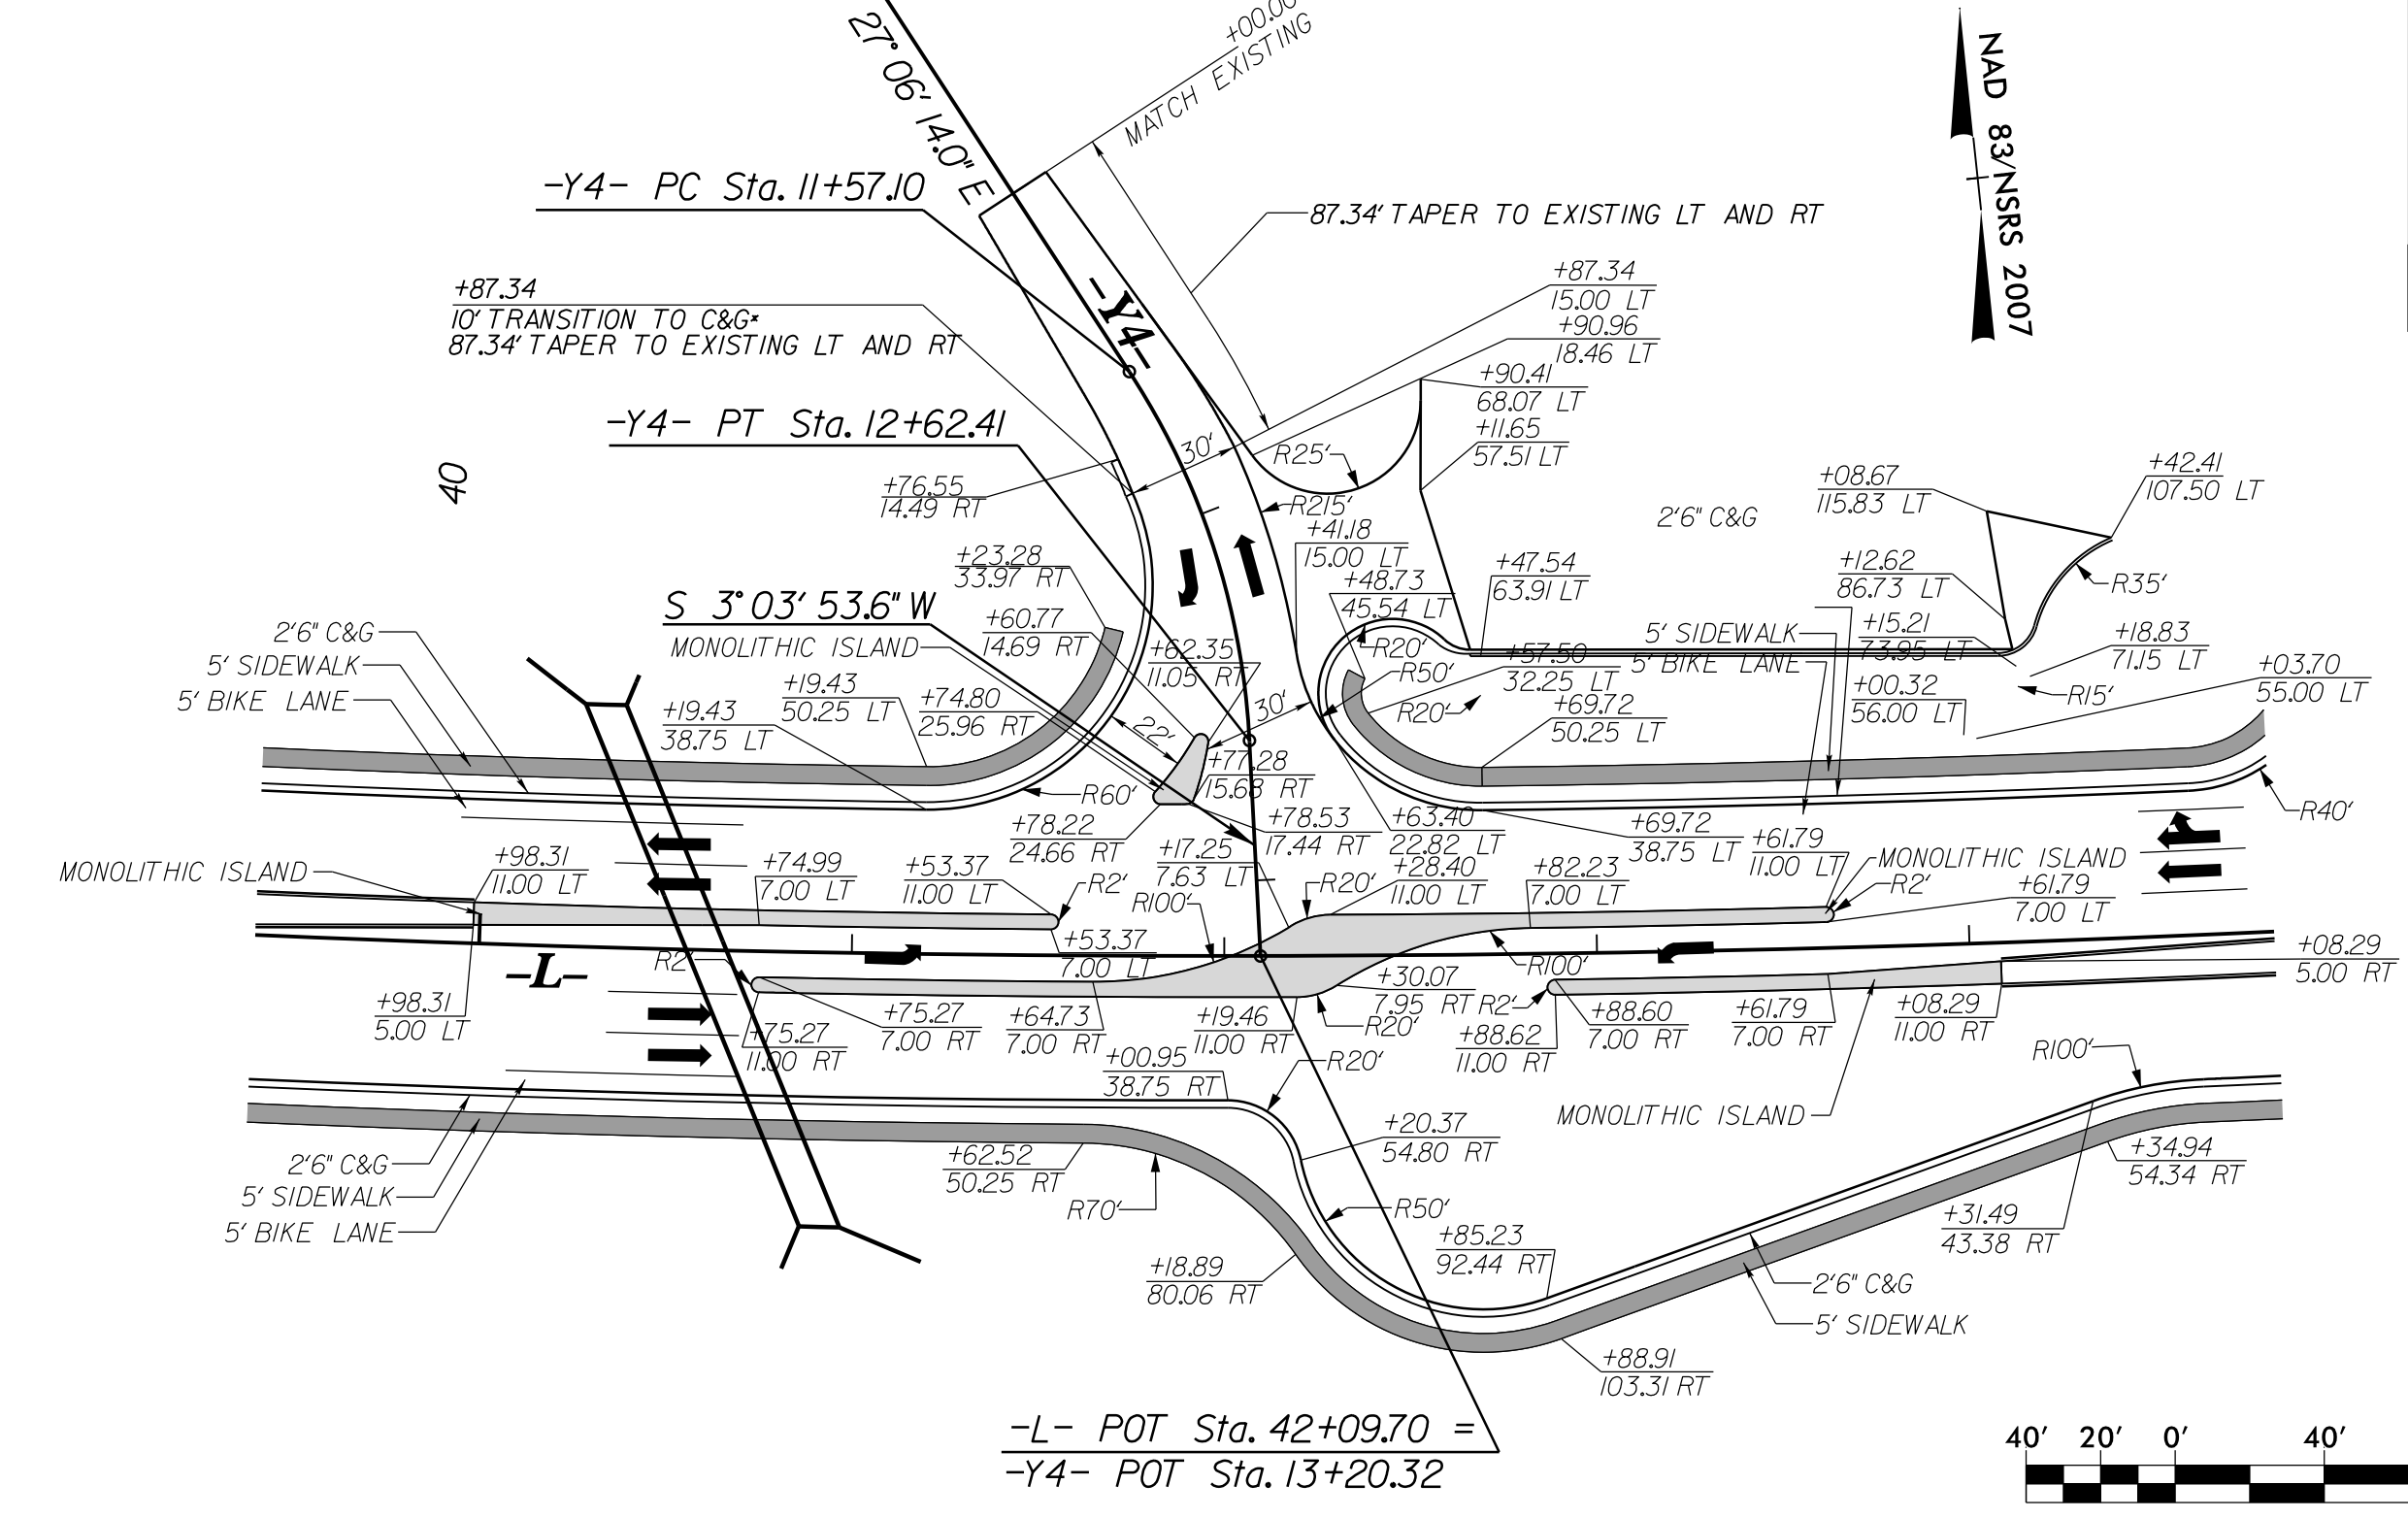 +00.00
MATCH EXISTING
27° 06' 14.0" E
NAD 83/NSRS 2007
-Y4- PC Sta. 11+57.10
87.34' TAPER TO EXISTING LT AND RT
+87.34
10' TRANSITION TO C&G*
87.34' TAPER TO EXISTING LT AND RT
-Y4-
+87.34
15.00 LT
+90.96
18.46 LT
+90.41
68.07 LT
+11.65
57.51 LT
-Y4- PT Sta. 12+62.41
30'
R25'
40
+76.55
14.49 RT
R215'
+41.18
15.00 LT
2'6" C&G
+08.67
115.83 LT
+42.41
107.50 LT
+23.28
33.97 RT
+48.73
45.54 LT
+47.54
63.91 LT
+12.62
86.73 LT
R35'
S 3° 03' 53.6" W
+60.77
14.69 RT
2'6" C&G
MONOLITHIC ISLAND
+62.35
11.05 RT
R20'
R50'
+57.50
32.25 LT
5' SIDEWALK
5' BIKE LANE
+15.21
73.95 LT
+18.83
71.15 LT
5' SIDEWALK
5' BIKE LANE
+19.43
50.25 LT
+19.43
38.75 LT
+74.80
25.96 RT
22'
30'
R20'
+69.72
50.25 LT
+00.32
56.00 LT
R15'
+03.70
55.00 LT
+77.28
15.68 RT
R60'
+78.22
24.66 RT
+78.53
17.44 RT
+63.40
22.82 LT
+69.72
38.75 LT
+61.79
11.00 LT
R40'
MONOLITHIC ISLAND
+98.31
11.00 LT
+74.99
7.00 LT
+53.37
11.00 LT
R2'
+17.25
7.63 LT
R20'
+28.40
11.00 LT
+82.23
7.00 LT
MONOLITHIC ISLAND
R2'
+61.79
7.00 LT
R100'
+53.37
7.00 LT
-L-
R2'
R100'
+08.29
5.00 RT
+98.31
5.00 LT
+75.27
11.00 RT
+75.27
7.00 RT
+64.73
7.00 RT
+19.46
11.00 RT
+30.07
7.95 RT
R20'
R2'
+88.62
11.00 RT
+88.60
7.00 RT
+61.79
7.00 RT
+08.29
11.00 RT
+00.95
38.75 RT
R20'
R100'
MONOLITHIC ISLAND
2'6" C&G
5' SIDEWALK
5' BIKE LANE
+62.52
50.25 RT
+20.37
54.80 RT
+34.94
54.34 RT
R70'
R50'
+31.49
43.38 RT
+85.23
92.44 RT
+18.89
80.06 RT
2'6" C&G
5' SIDEWALK
+88.91
103.31 RT
-L- POT Sta. 42+09.70 =
-Y4- POT Sta. 13+20.32
40' 20' 0' 40'